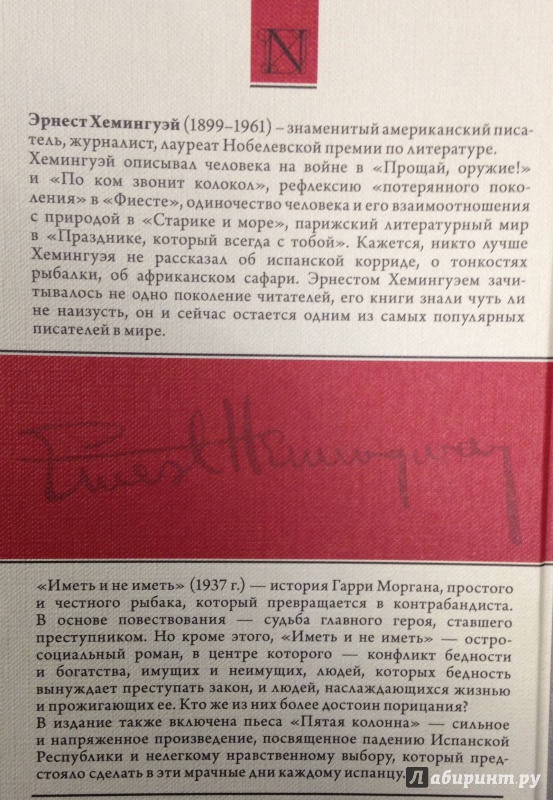 N
Эрнест Хемингуэй (1899–1961) – знаменитый американский писа-
тель, журналист, лауреат Нобелевской премии по литературе.
Хемингуэй описывал человека на войне в «Прощай, оружие!»
и «По ком звонит колокол», рефлексию «потерянного поко-
ления» в «Фиесте», одиночество человека и его взаимоотношения
с природой в «Старике и море», парижский литературный мир
в «Празднике, который всегда с тобой». Кажется, никто лучше
Хемингуэя не рассказал об испанской корриде, о тонкостях
рыбалки, об африканском сафари. Эрнестом Хемингуэем зачи-
тывалось не одно поколение читателей, его книги знали чуть ли
не наизусть, он и сейчас остается одним из самых популярных
писателей в мире.
Ernest Hemingway
«Иметь и не иметь» (1937 г.) — история Гарри Моргана, простого
и честного рыбака, который превращается в контрабандиста.
В основе повествования — судьба главного героя, ставшего
преступником. Но кроме этого, «Иметь и не иметь» — остро-
социальный роман, в центре которого — конфликт бедности
и богатства, имущих и неимущих, людей, которых бедность
вынуждает преступать закон, и людей, наслаждающихся жизнью
и прожигающих ее. Кто же из них более достоин порицания?
В издание также включена пьеса «Пятая колонна» — сильное
и напряженное произведение, посвященное падению Испанской
Республики и нелегкому нравственному выбору, который пред-
стояло сделать в эти мрачные дни каждому испанцу.
Лабиринт.ру